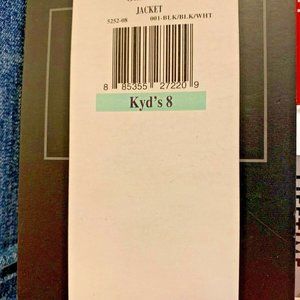 JACKET
5252-08 001-BLK/BLK/WHT
8 85355 27220 9
Kyd's 8